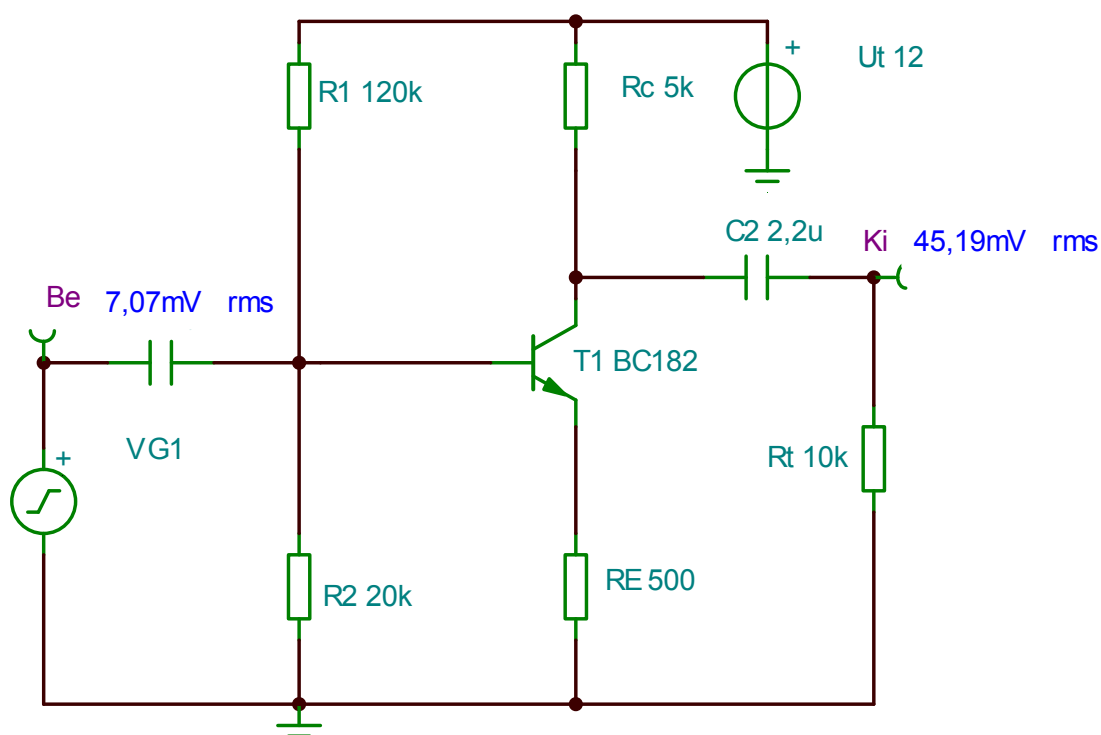 Ut 12
R1 120k
Rc 5k
C2 2,2u
Ki 45,19mV rms
Be 7,07mV rms
T1 BC182
VG1
Rt 10k
R2 20k
RE 500